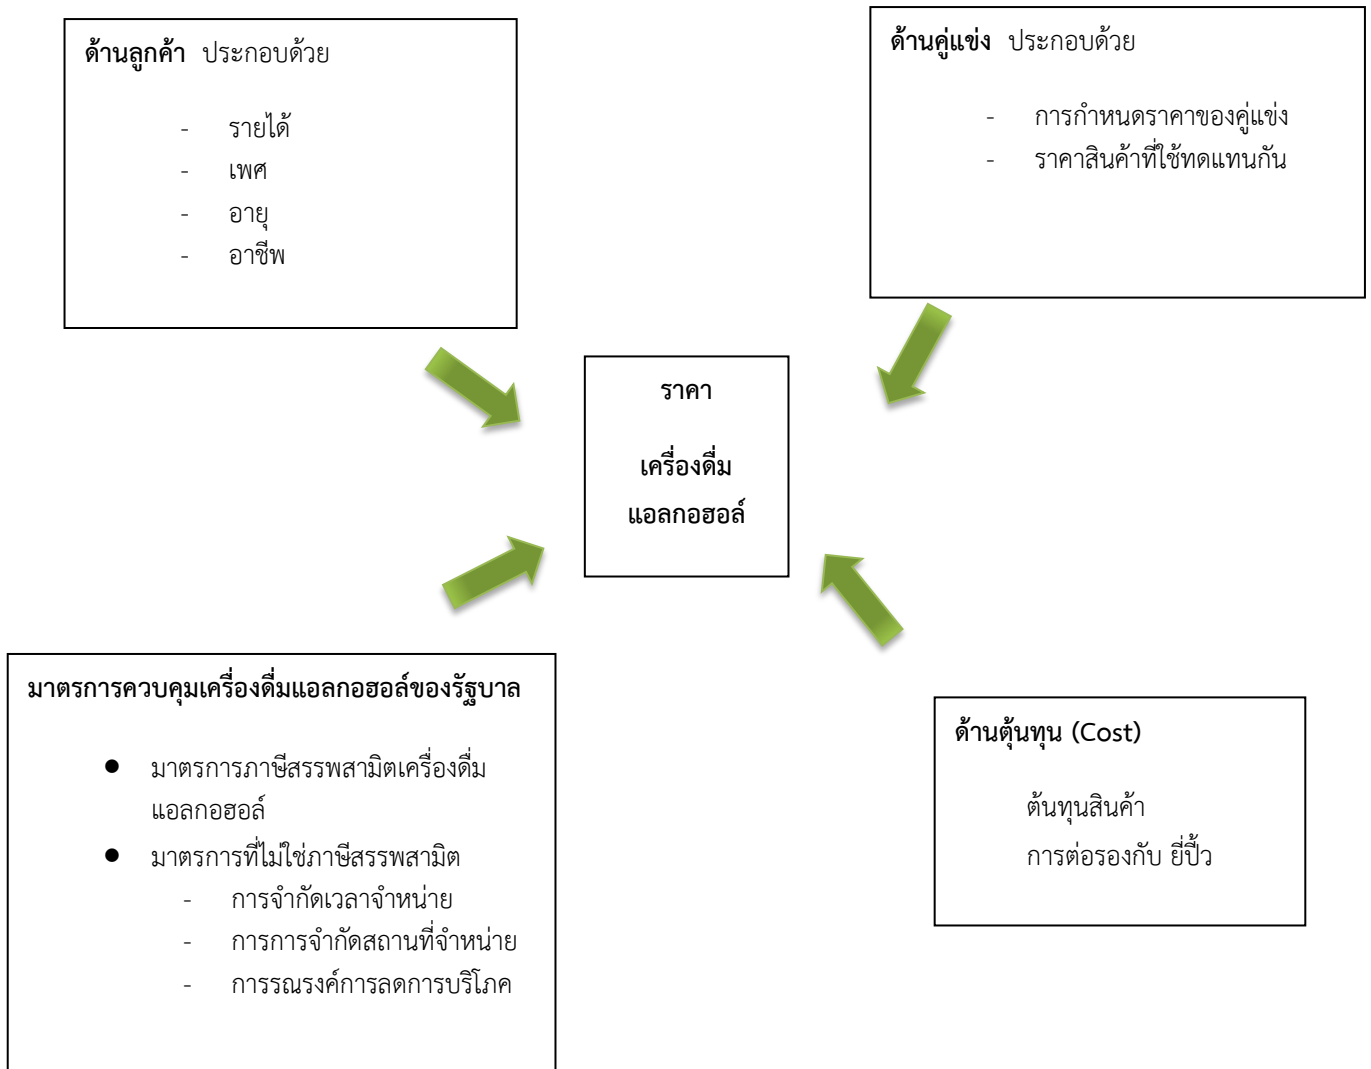 ด้านลูกค้า ประกอบด้วย
- รายได้
- เพศ
- อายุ
- อาชีพ
ด้านคู่แข่ง ประกอบด้วย
- การกำหนดราคาของคู่แข่ง
- ราคาสินค้าที่ใช้ทดแทนกัน
ราคา
เครื่องดื่ม
แอลกอฮอล์
มาตรการควบคุมเครื่องดื่มแอลกอฮอล์ของรัฐบาล
● มาตรการภาษีสรรพสามิตเครื่องดื่ม
แอลกอฮอล์
● มาตรการที่ไม่ใช่ภาษีสรรพสามิต
- การจำกัดเวลาจำหน่าย
- การการจำกัดสถานที่จำหน่าย
- การรณรงค์การลดการบริโภค
ด้านตุ้นทุน (Cost)
ต้นทุนสินค้า
การต่อรองกับ ยี่ปั๊ว